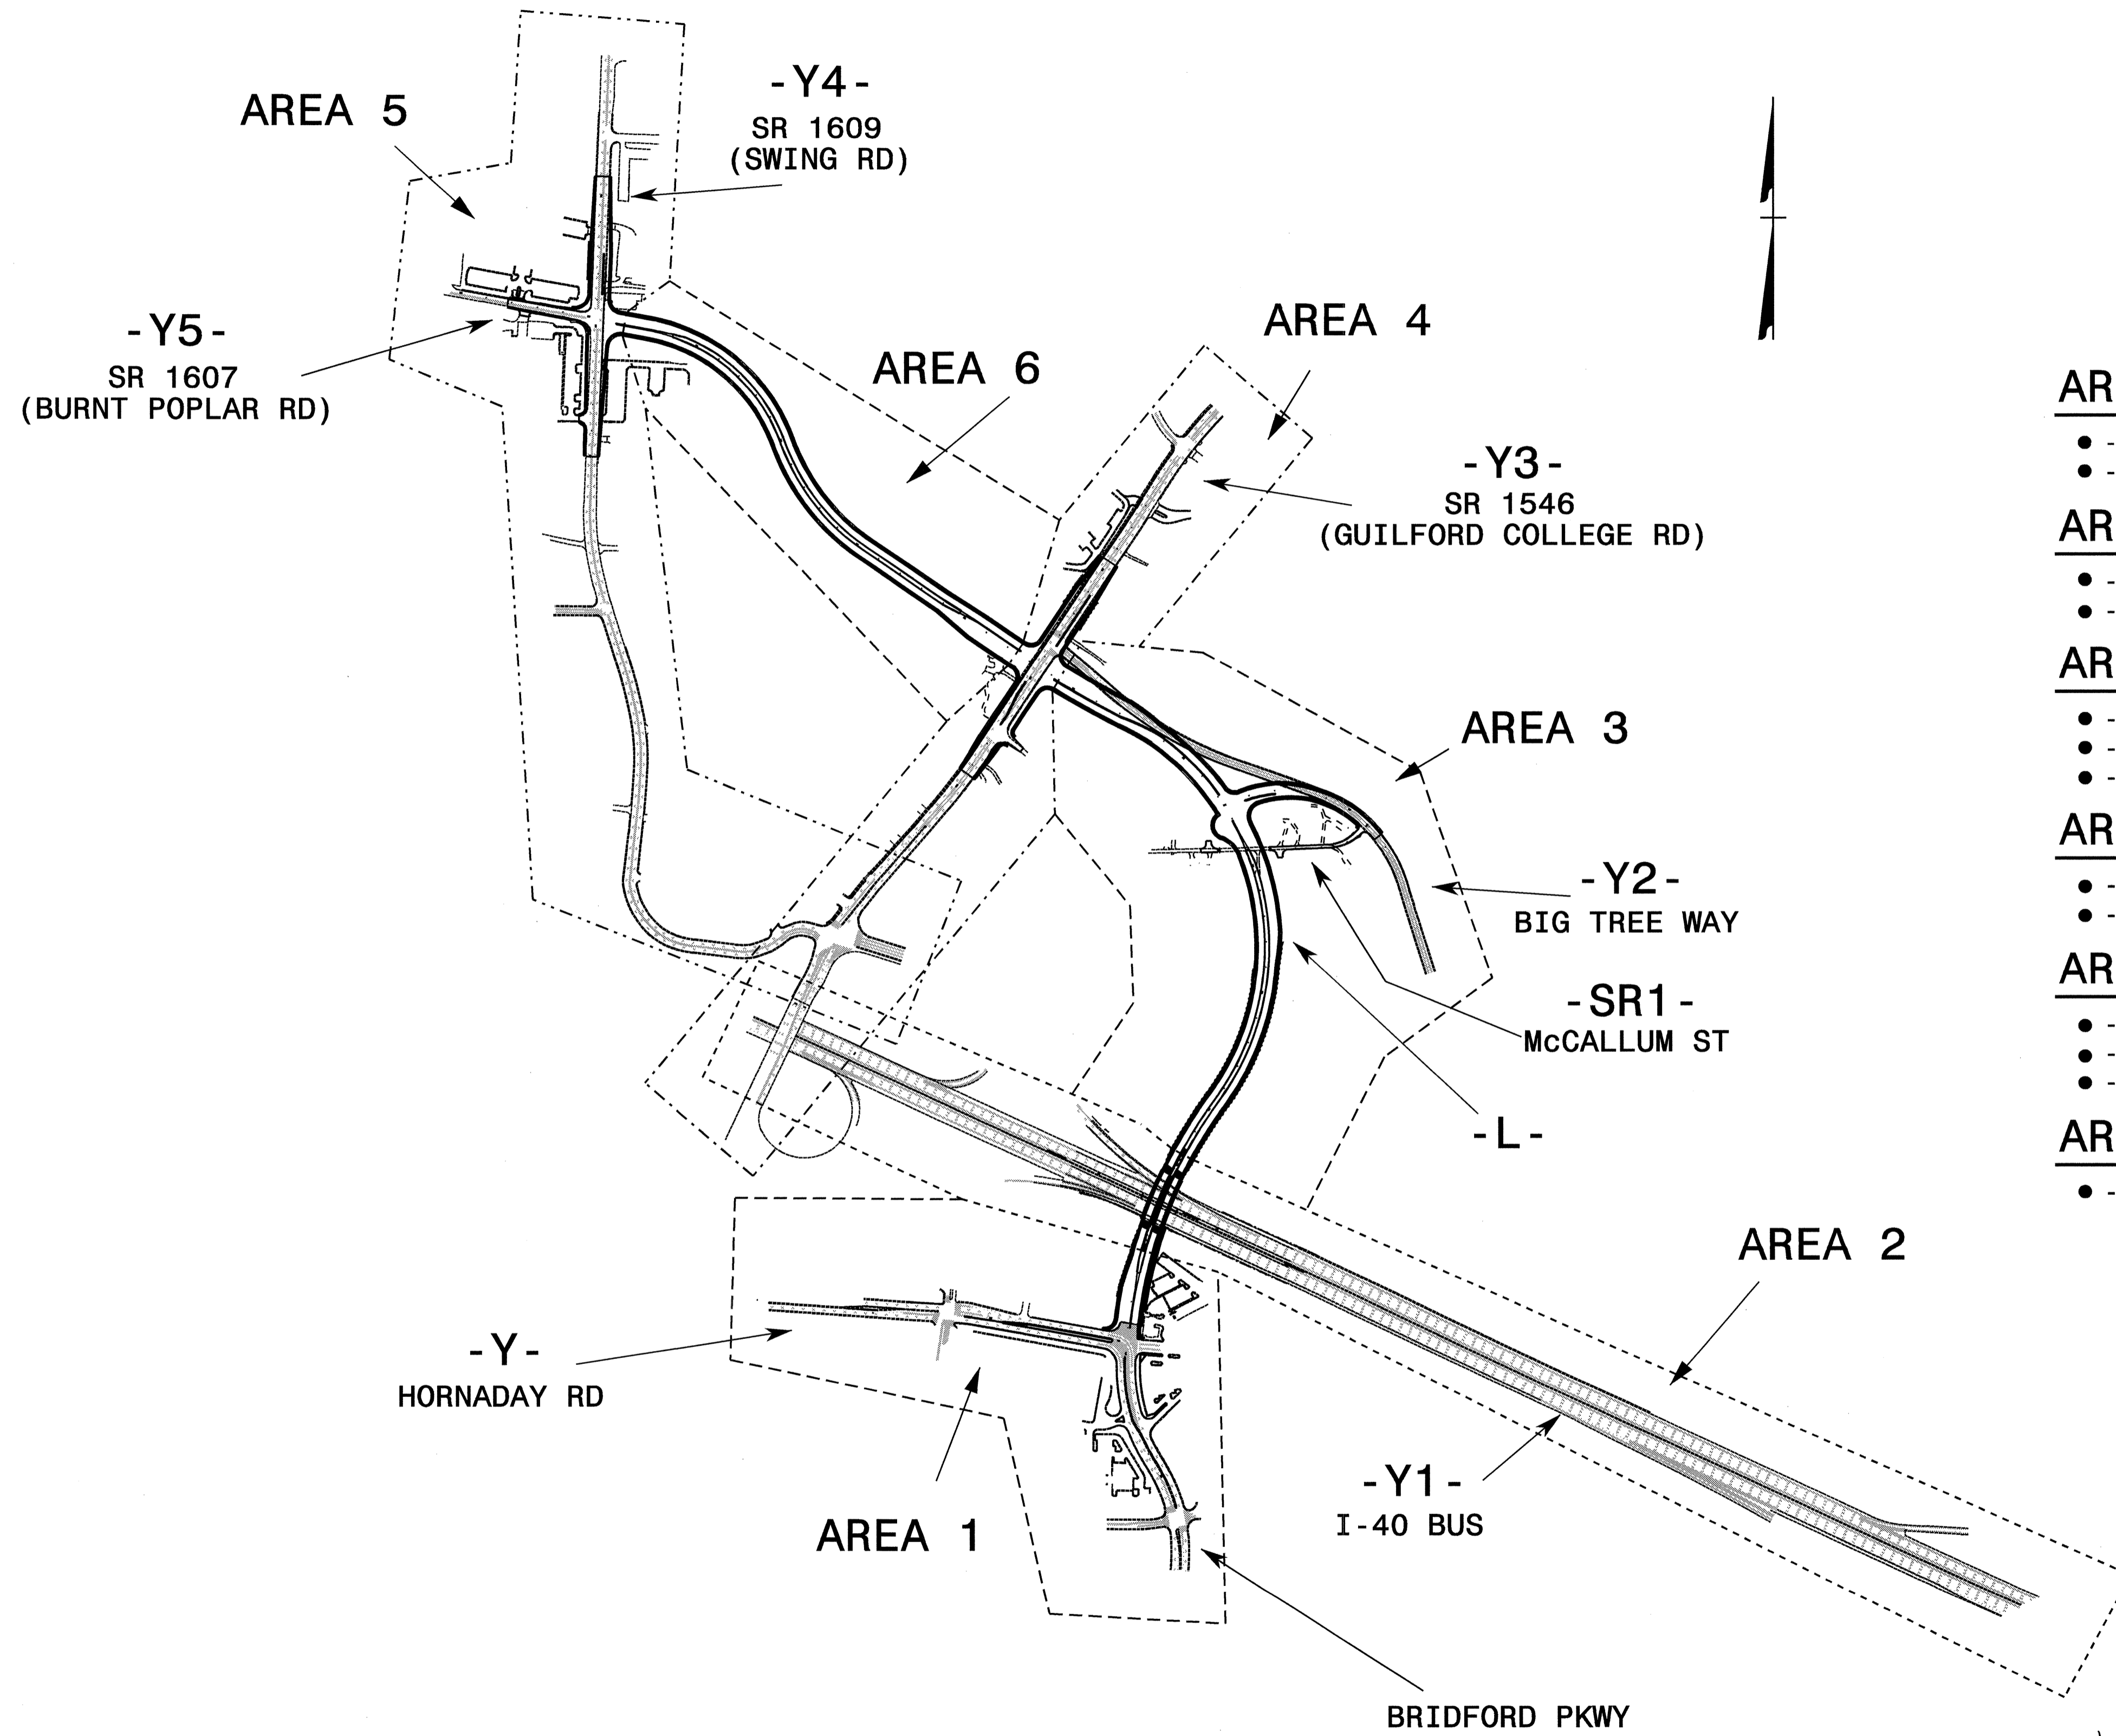 AREA 5
-Y4-
SR 1609
(SWING RD)
-Y5-
SR 1607
(BURNT POPLAR RD)
AREA 6
AREA 4
-Y3-
SR 1546
(GUILFORD COLLEGE RD)
AREA 3
-Y2-
BIG TREE WAY
-SR1-
McCALLUM ST
-L-
AREA 2
-Y-
HORNADAY RD
AREA 1
-Y1-
I-40 BUS
BRIDFORD PKWY
AR
● -
● -
AR
● -
● -
AR
● -
● -
● -
AR
● -
● -
AR
● -
● -
● -
AR
● -